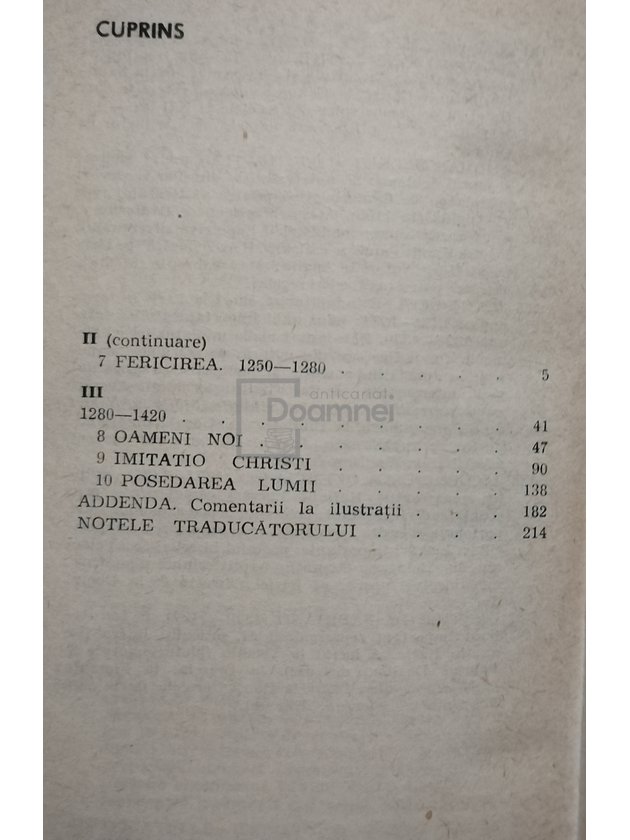 CUPRINS
II (continuare)
7 FERICIREA. 1250—1280 . . . . . 5
III
anticariat
Doamnei
1280—1420 . . . . . . . . . 41
8 OAMENI NOI . . . . . . . 47
9 IMITATIO CHRISTI . . . . . 90
10 POSEDAREA LUMII . . . . . 138
ADDENDA. Comentarii la ilustrații . . . 182
NOTELE TRADUCĂTORULUI . . . . 214